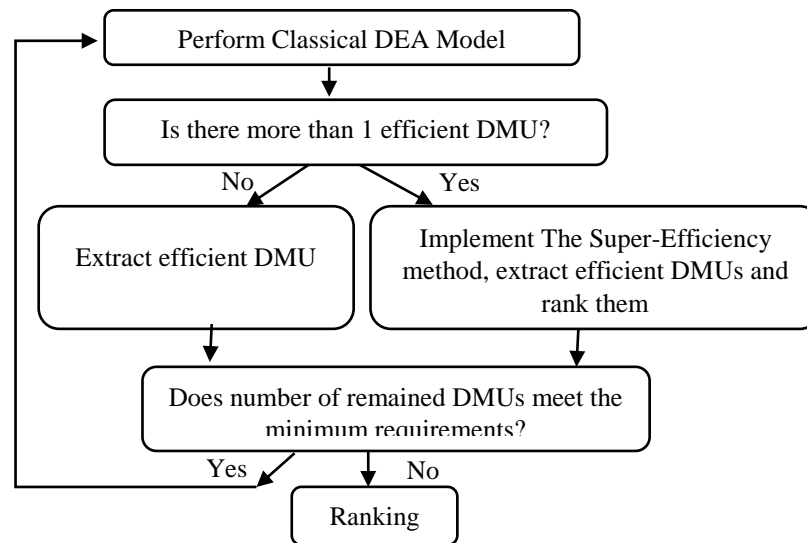 Perform Classical DEA Model
Is there more than 1 efficient DMU?
No
Yes
Extract efficient DMU
Implement The Super-Efficiency
method, extract efficient DMUs and
rank them
Does number of remained DMUs meet the
minimum requirements?
Yes
No
Ranking